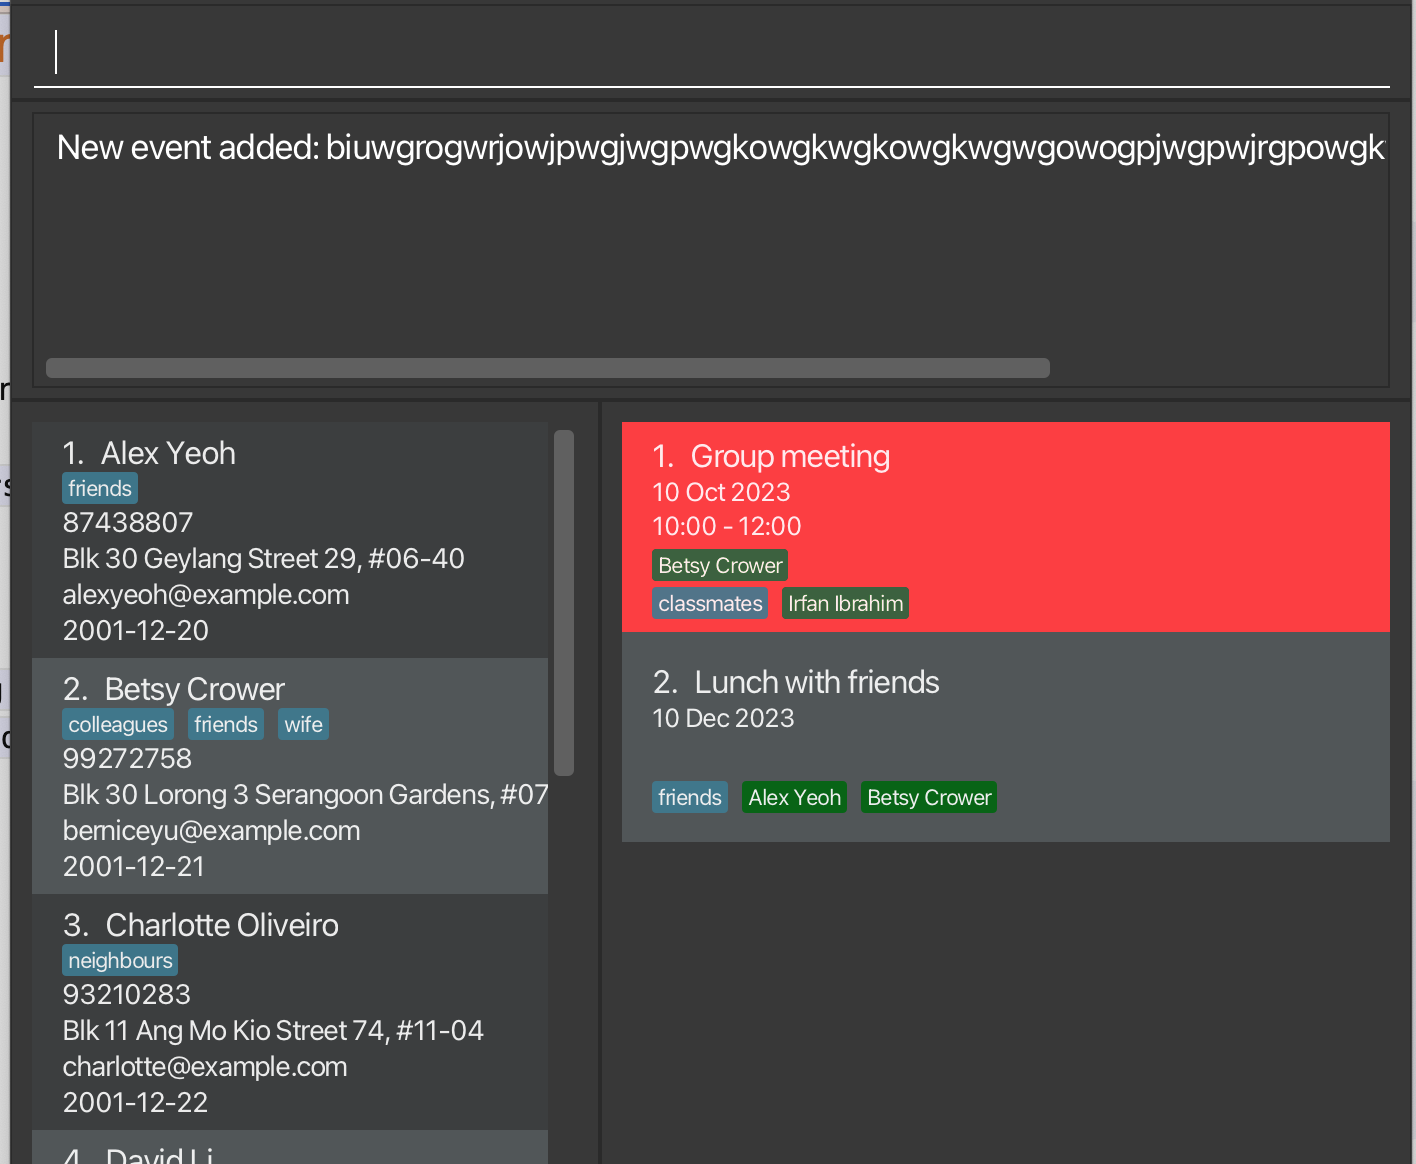 New event added: biuwgrogwrjowjpwgjwgpwgkowgkwgkowgkwgwgowogpjwgpwjrgpowgk
1. Alex Yeoh
friends
87438807
Blk 30 Geylang Street 29, #06-40
alexyeoh@example.com
2001-12-20
2. Betsy Crower
colleagues friends wife
99272758
Blk 30 Lorong 3 Serangoon Gardens, #07
berniceyu@example.com
2001-12-21
3. Charlotte Oliveiro
neighbours
93210283
Blk 11 Ang Mo Kio Street 74, #11-04
charlotte@example.com
2001-12-22
4. David Li
1. Group meeting
10 Oct 2023
10:00 - 12:00
Betsy Crower
classmates Irfan Ibrahim
2. Lunch with friends
10 Dec 2023
friends Alex Yeoh Betsy Crower